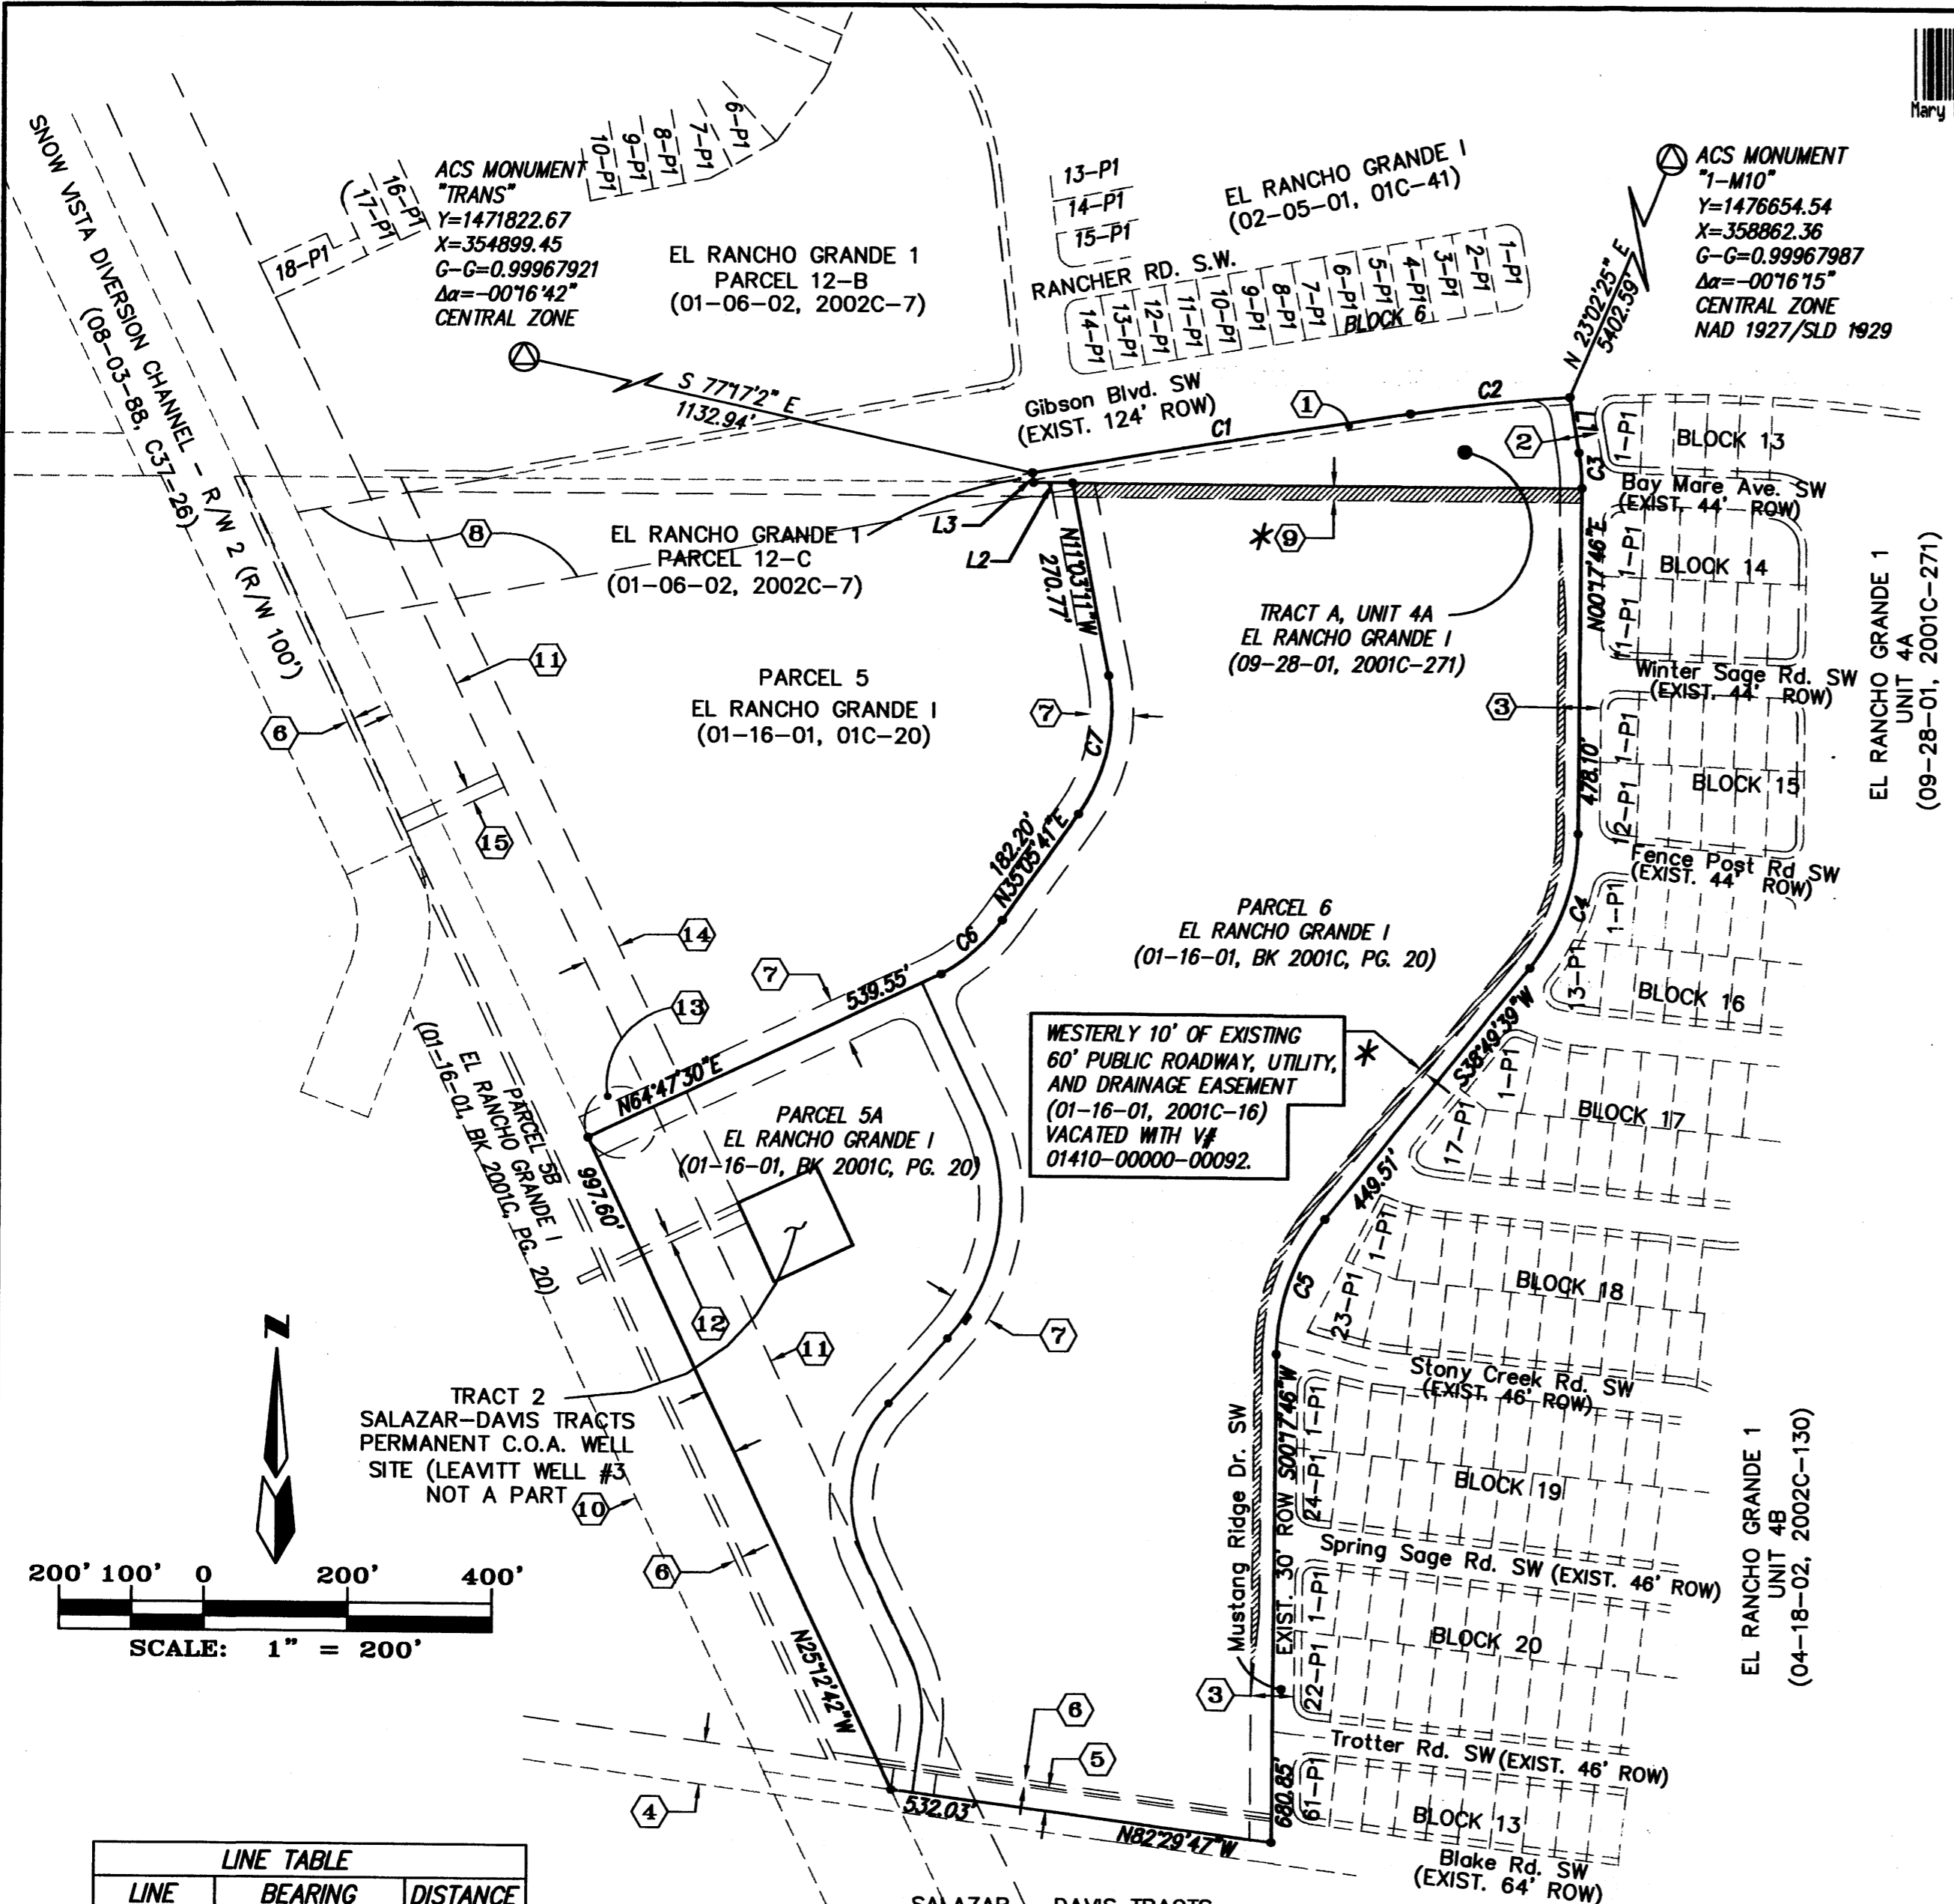 Mary
SNOW VISTA DIVERSION CHANNEL - R/W 2 (R/W 100')
(08-03-88, C37-26)
16-P1
17-P1
18-P1
ACS MONUMENT
"TRANS"
Y=1471822.67
X=354899.45
G-G=0.99967921
Δα=-00°16'42"
CENTRAL ZONE
10-P1
9-P1
8-P1
7-P1
6-P1
EL RANCHO GRANDE 1
PARCEL 12-B
(01-06-02, 2002C-7)
13-P1
14-P1
15-P1
EL RANCHO GRANDE I
(02-05-01, 01C-41)
RANCHER RD. S.W.
14-P1
13-P1
12-P1
11-P1
10-P1
9-P1
8-P1
7-P1
6-P1
5-P1
4-P1
3-P1
2-P1
1-P1
BLOCK 6
ACS MONUMENT
"1-M10"
Y=1476654.54
X=358862.36
G-G=0.99967987
Δα=-00°16'15"
CENTRAL ZONE
NAD 1927/SLD 1929
N 23°02'25" E
5402.59'
S 77°17'2" E
1132.94'
Gibson Blvd. SW
(EXIST. 124' ROW)
C1
1
C2
2
L1
C3
1-P1
BLOCK 13
Bay Mare Ave. SW
(EXIST. 44' ROW)
8
EL RANCHO GRANDE 1
PARCEL 12-C
(01-06-02, 2002C-7)
L3
L2
*9
N11°03'11"W
270.77'
TRACT A, UNIT 4A
EL RANCHO GRANDE I
(09-28-01, 2001C-271)
N00°17'46"E
478.10'
1-P1
11-P1
BLOCK 14
Winter Sage Rd. SW
(EXIST. 44' ROW)
EL RANCHO GRANDE 1
UNIT 4A
(09-28-01, 2001C-271)
11
6
PARCEL 5
EL RANCHO GRANDE I
(01-16-01, 01C-20)
7
C7
3
1-P1
12-P1
BLOCK 15
Fence Post Rd SW
(EXIST. 44' ROW)
15
182.20'
N35°05'41"E
C6
C4
1-P1
13-P1
BLOCK 16
14
PARCEL 6
EL RANCHO GRANDE I
(01-16-01, BK 2001C, PG. 20)
7
539.55'
13
N64°47'30"E
WESTERLY 10' OF EXISTING
60' PUBLIC ROADWAY, UTILITY,
AND DRAINAGE EASEMENT
(01-16-01, 2001C-16)
VACATED WITH V#
01410-00000-00092.
*
S38°49'39"W
449.51'
1-P1
17-P1
BLOCK 17
PARCEL 5B
EL RANCHO GRANDE I
(01-16-01, BK 2001C, PG. 20)
997.60'
PARCEL 5A
EL RANCHO GRANDE I
(01-16-01, BK 2001C, PG. 20)
C5
1-P1
23-P1
BLOCK 18
Stony Creek Rd. SW
(EXIST. 46' ROW)
12
11
7
N
TRACT 2
SALAZAR-DAVIS TRACTS
PERMANENT C.O.A. WELL
SITE (LEAVITT WELL #3
NOT A PART
10
6
Mustang Ridge Dr. SW
EXIST. 30' ROW
S00°17'46"W
1-P1
24-P1
BLOCK 19
Spring Sage Rd. SW (EXIST. 46' ROW)
EL RANCHO GRANDE 1
UNIT 4B
(04-18-02, 2002C-130)
200' 100' 0 200' 400'
SCALE: 1" = 200'
N25°12'42"W
1-P1
22-P1
BLOCK 20
3
6
5
4
Trotter Rd. SW (EXIST. 46' ROW)
680.85'
61-P1
BLOCK 13
532.03'
N82°29'47"W
Blake Rd. SW
(EXIST. 64' ROW)
LINE TABLE
LINE BEARING DISTANCE
SALAZAR - DAVIS TRACTS